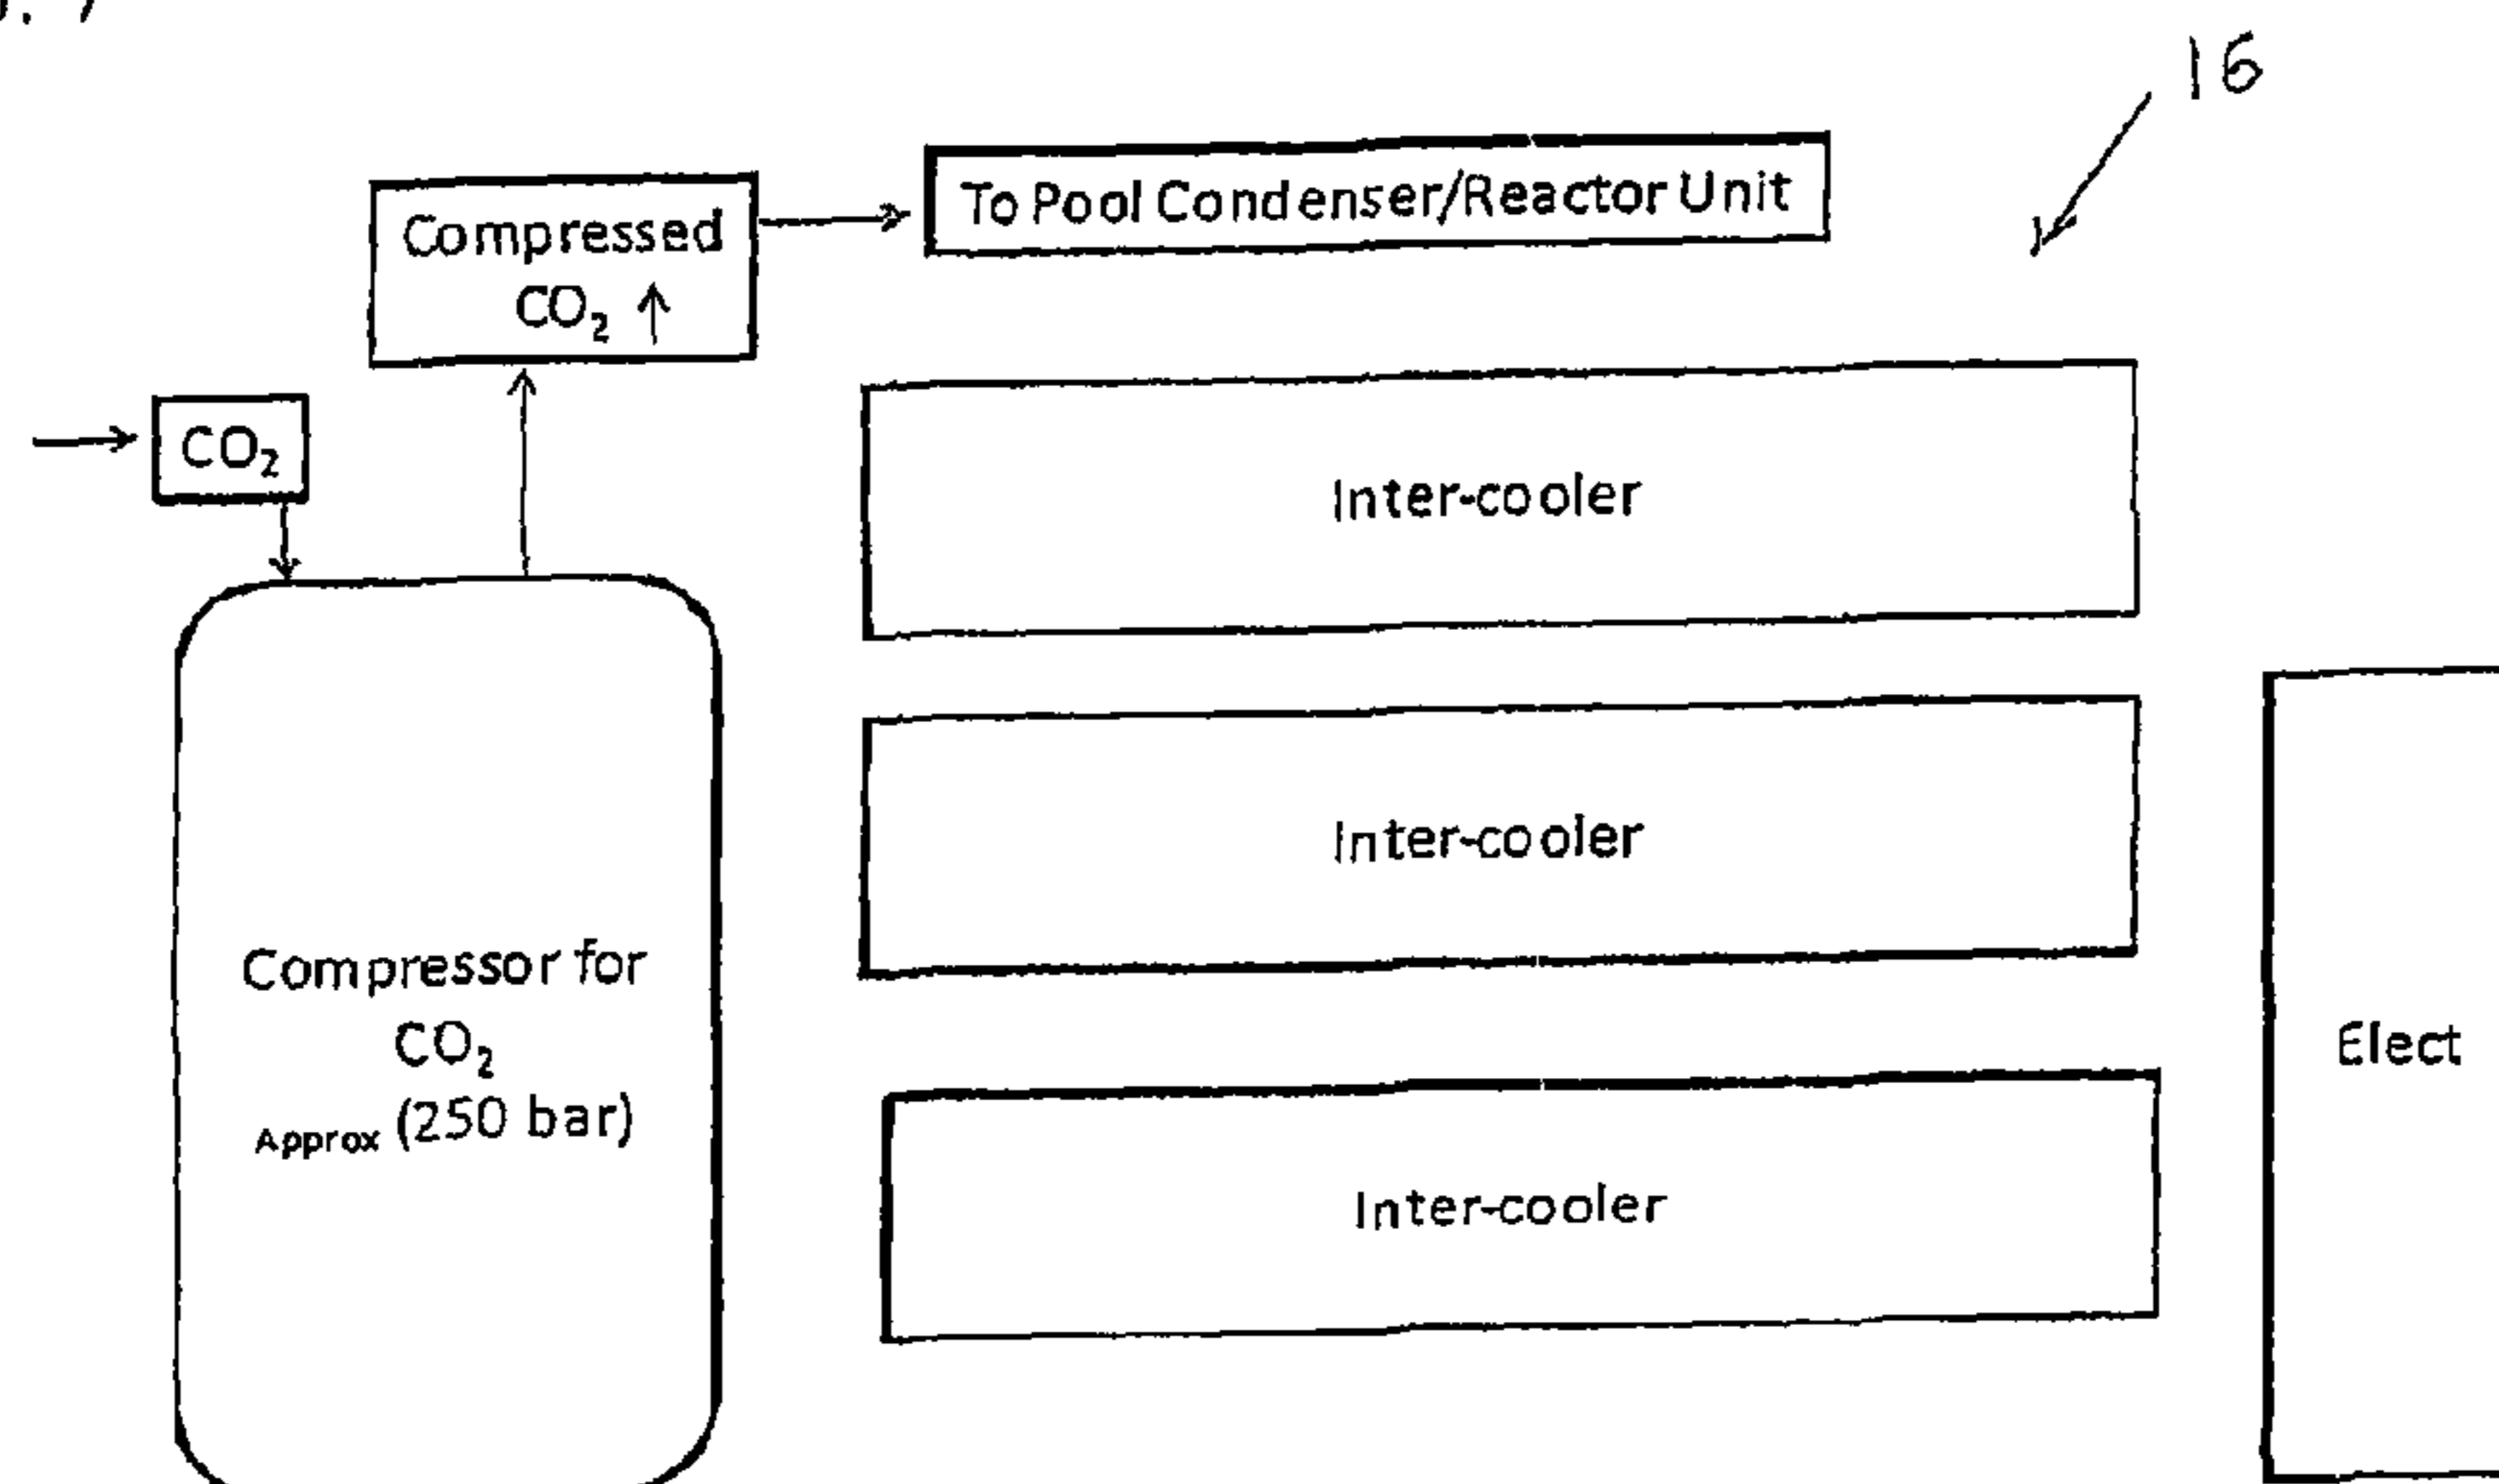 16
To Pool Condenser/Reactor Unit
Compressed
CO₂ ↑
CO₂
Inter-cooler
Inter-cooler
Compressor for
CO₂
Approx (250 bar)
Elect
Inter-cooler